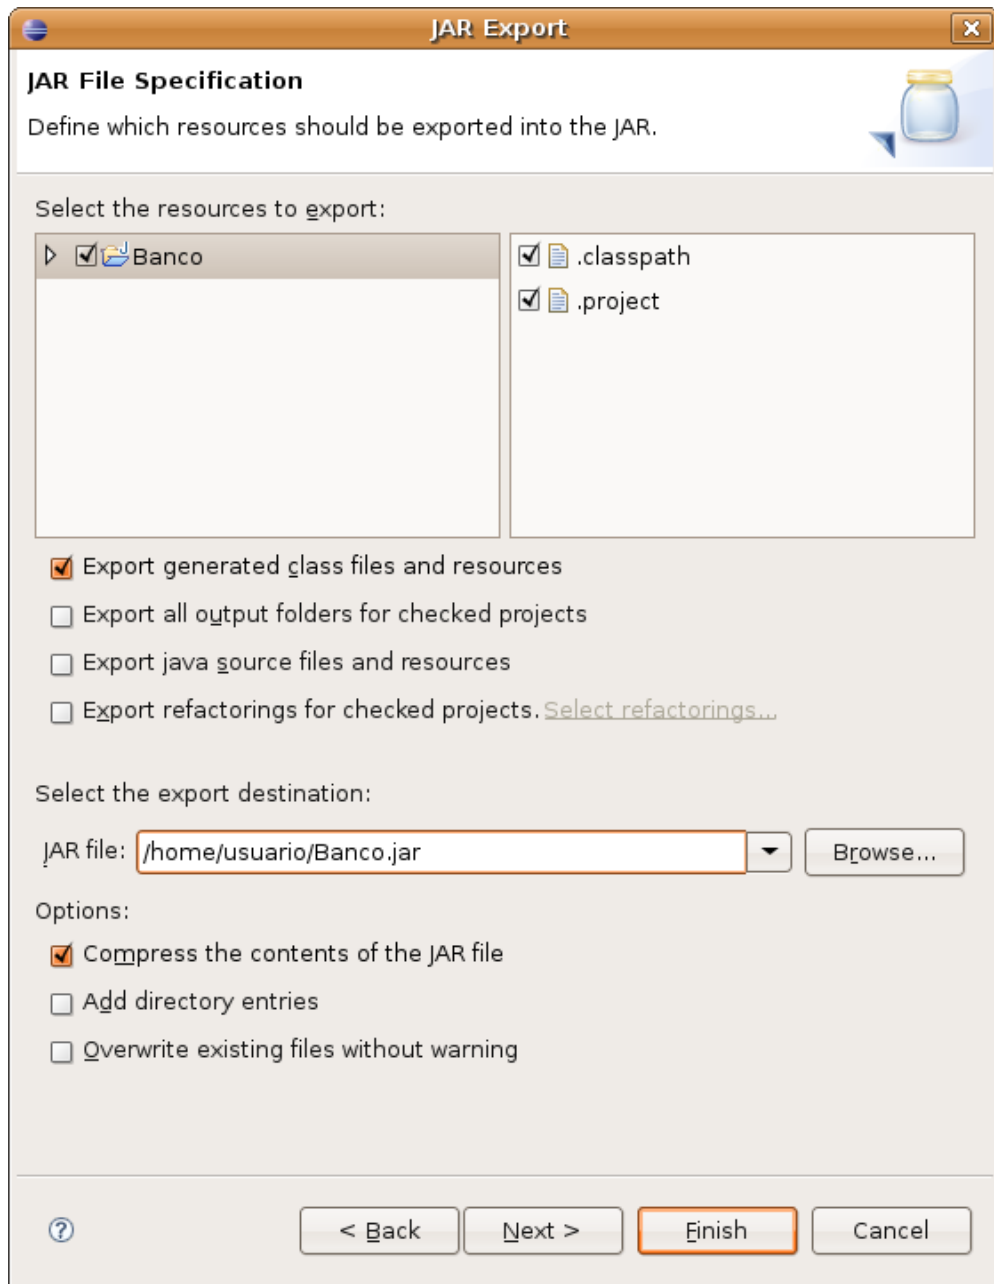 JAR Export
JAR File Specification
Define which resources should be exported into the JAR.
Select the resources to export:
Banco
.classpath
.project
Export generated class files and resources
Export all output folders for checked projects
Export java source files and resources
Export refactorings for checked projects. Select refactorings...
Select the export destination:
JAR file: /home/usuario/Banco.jar Browse...
Options:
Compress the contents of the JAR file
Add directory entries
Overwrite existing files without warning
? < Back Next > Finish Cancel